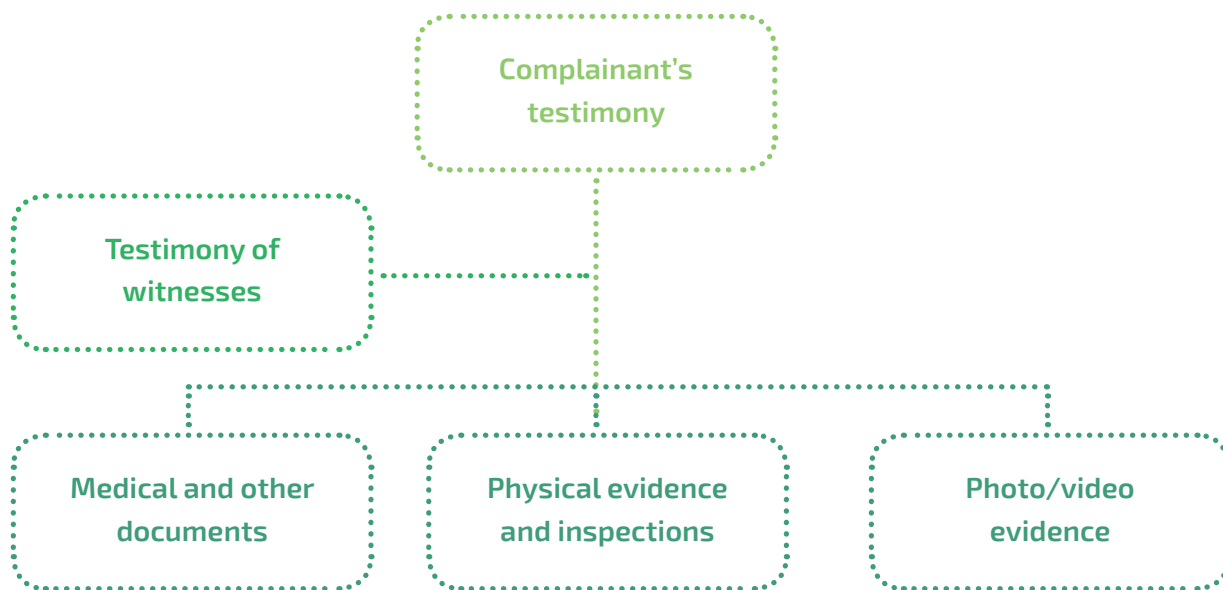 Complainant’s
testimony
Testimony of
witnesses
Medical and other
documents
Physical evidence
and inspections
Photo/video
evidence